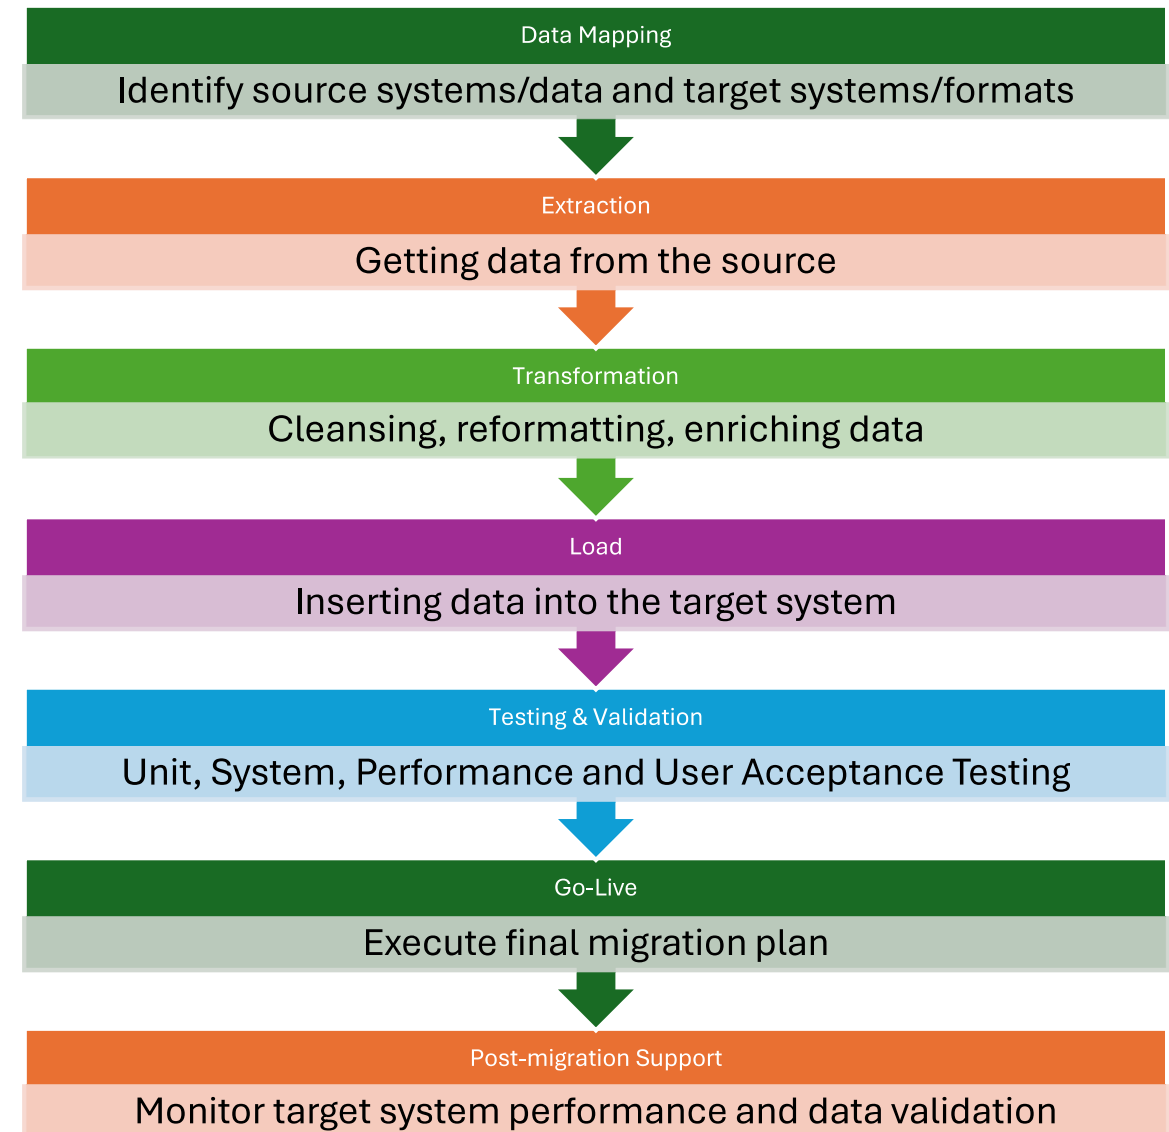 Data Mapping
Identify source systems/data and target systems/formats
Extraction
Getting data from the source
Transformation
Cleansing, reformatting, enriching data
Load
Inserting data into the target system
Testing & Validation
Unit, System, Performance and User Acceptance Testing
Go-Live
Execute final migration plan
Post-migration Support
Monitor target system performance and data validation